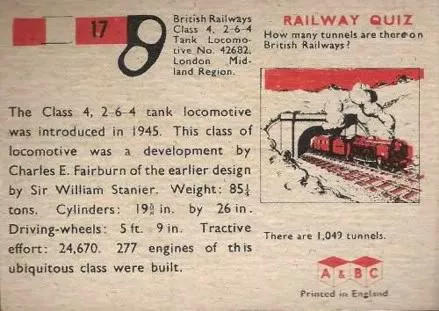 17
British Railways
Class 4, 2-6-4
Tank Locomo-
tive No. 42682,
London Mid-
land Region.
The Class 4, 2-6-4 tank locomotive
was introduced in 1945. This class of
locomotive was a development by
Charles E. Fairburn of the earlier design
by Sir William Stanier. Weight: 85¼
tons. Cylinders: 19⅝ in. by 26 in.
Driving-wheels: 5 ft. 9 in. Tractive
effort: 24,670. 277 engines of this
ubiquitous class were built.
RAILWAY QUIZ
How many tunnels are there on
British Railways?
There are 1,049 tunnels.
A & BC
Printed in England